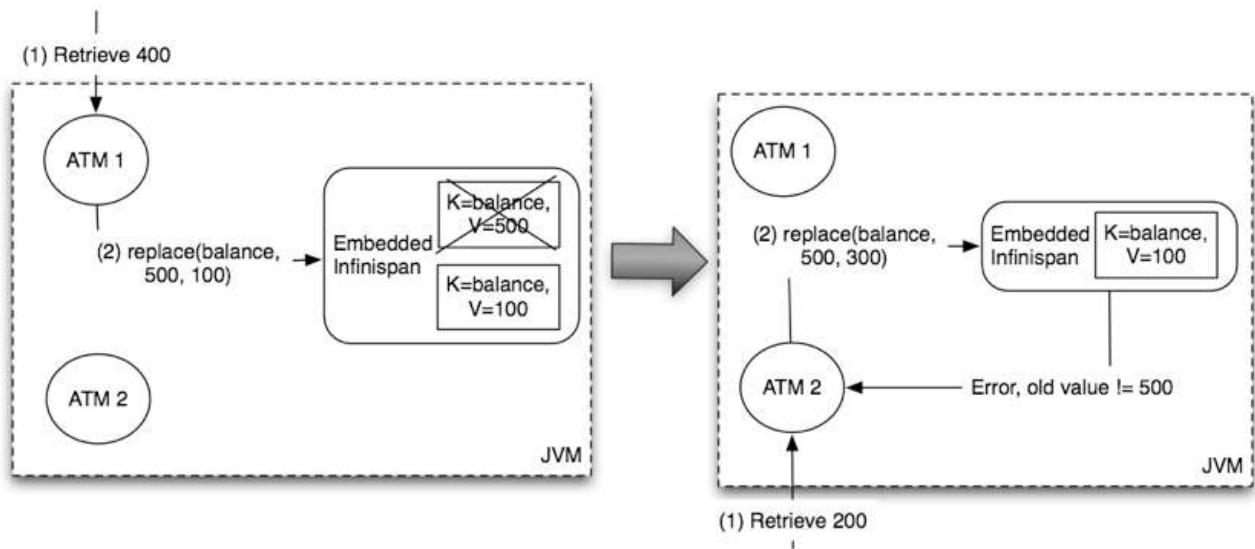 (1) Retrieve 400
ATM 1
(2) replace(balance,
500, 100)
Embedded
Infinispan
K=balance,
V=500
K=balance,
V=100
ATM 2
JVM
ATM 1
(2) replace(balance,
500, 300)
Embedded
Infinispan
K=balance,
V=100
ATM 2
Error, old value != 500
JVM
(1) Retrieve 200